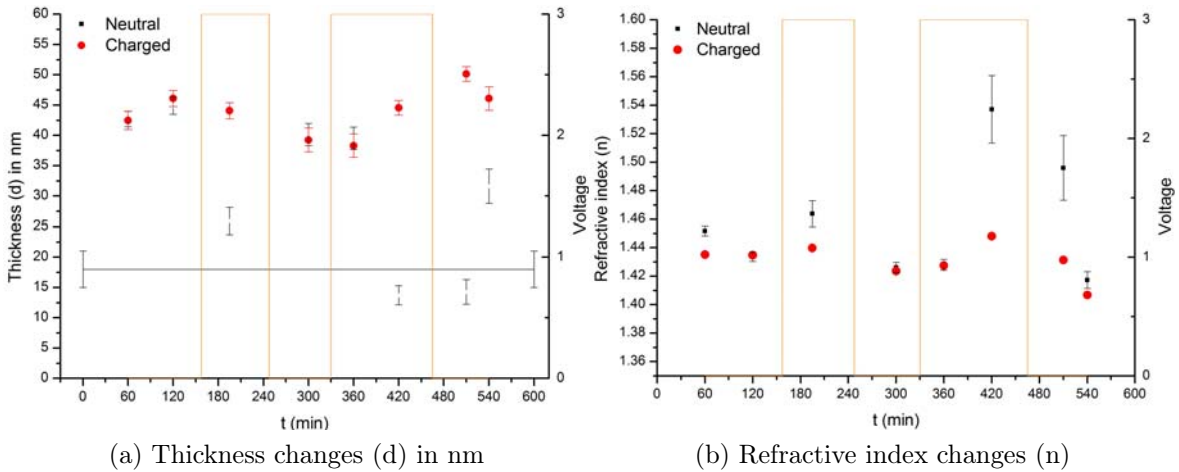 60
55
50
45
40
35
30
25
20
15
10
5
0
Thickness (d) in nm
Neutral
Charged
3
2
1
0
Voltage
0 60 120 180 240 300 360 420 480 540 600
t (min)
(a) Thickness changes (d) in nm
1.60
1.58
1.56
1.54
1.52
1.50
1.48
1.46
1.44
1.42
1.40
1.38
1.36
Refractive index (n)
Neutral
Charged
3
2
1
0
Voltage
0 60 120 180 240 300 360 420 480 540 600
t (min)
(b) Refractive index changes (n)